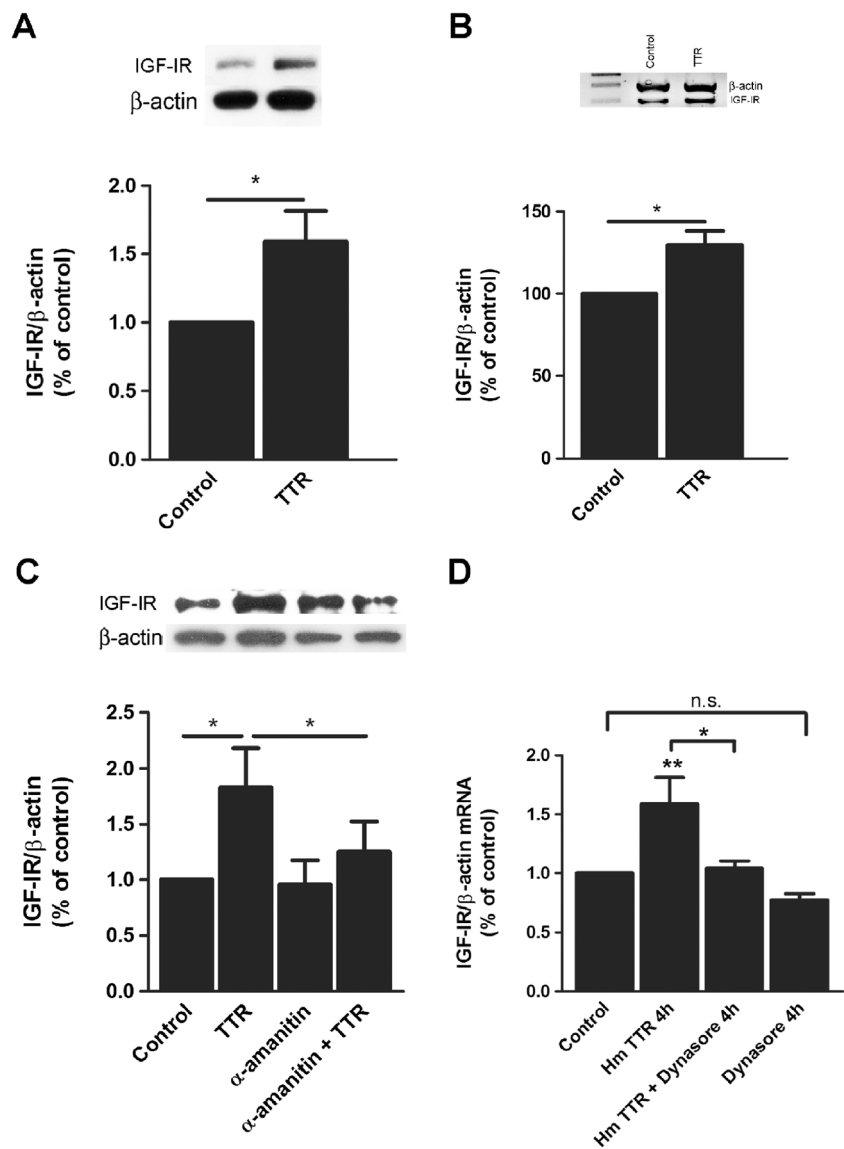 A
IGF-IR
β-actin
*
2.0
1.5
1.0
0.5
0.0
IGF-IR/β-actin
(% of control)
Control
TTR
B
Control
TTR
β-actin
IGF-IR
*
150
100
50
0
IGF-IR/β-actin
(% of control)
Control
TTR
C
IGF-IR
β-actin
*
*
2.5
2.0
1.5
1.0
0.5
0.0
IGF-IR/β-actin
(% of control)
Control
TTR
α-amanitin
α-amanitin + TTR
D
n.s.
*
**
2.0
1.5
1.0
0.5
0.0
IGF-IR/β-actin mRNA
(% of control)
Control
Hm TTR 4h
Hm TTR + Dynasore 4h
Dynasore 4h